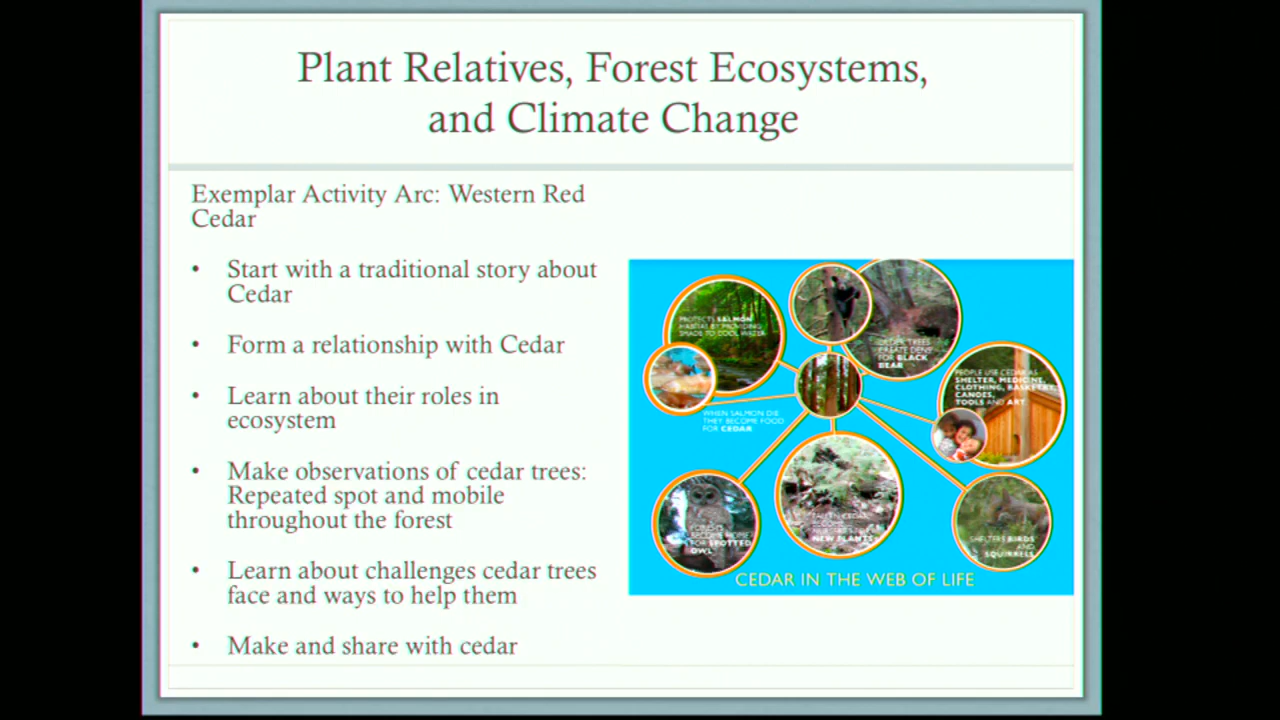 Plant Relatives, Forest Ecosystems,
and Climate Change
Exemplar Activity Arc: Western Red
Cedar
• Start with a traditional story about
Cedar
• Form a relationship with Cedar
• Learn about their roles in
ecosystem
• Make observations of cedar trees:
Repeated spot and mobile
throughout the forest
• Learn about challenges cedar trees
face and ways to help them
• Make and share with cedar
PROTECTS SALMON
HABITAT BY PROVIDING
SHADE TO COOL WATER
WHEN SALMON DIE
THEY BECOME FOOD
FOR CEDAR
CEDAR TREES
CREATE DENS
FOR BLACK
BEAR
PEOPLE USE CEDAR AS
SHELTER, MEDICINE,
CLOTHING, BASKETRY,
CANOES,
TOOLS AND ART
BECOME HOMES
FOR SPOTTED
OWL
FALLEN CEDAR
NEW PLANTS
SHELTERS BIRDS
AND
SQUIRRELS
CEDAR IN THE WEB OF LIFE